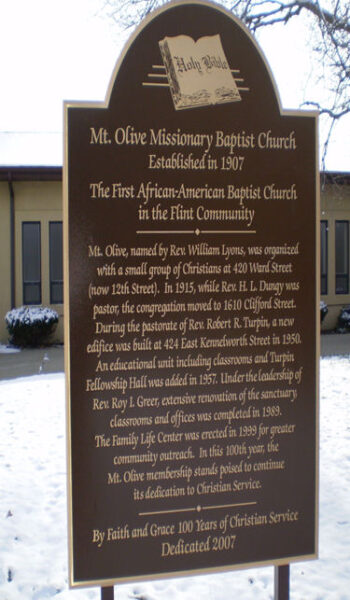 Holy Bible
Mt. Olive Missionary Baptist Church
Established in 1907
The First African-American Baptist Church
in the Flint Community
Mt. Olive, named by Rev. William Lyons, was organized
with a small group of Christians at 420 Ward Street
(now 12th Street). In 1915, while Rev. H. L. Dungy was
pastor, the congregation moved to 1610 Clifford Street.
During the pastorate of Rev. Robert R. Turpin, a new
edifice was built at 424 East Kennelworth Street in 1950.
An educational unit including classrooms and Turpin
Fellowship Hall was added in 1957. Under the leadership of
Rev. Roy I. Greer, extensive renovation of the sanctuary,
classrooms and offices was completed in 1989.
The Family Life Center was erected in 1999 for greater
community outreach. In this 100th year, the
Mt. Olive membership stands poised to continue
its dedication to Christian Service.
By Faith and Grace 100 Years of Christian Service
Dedicated 2007